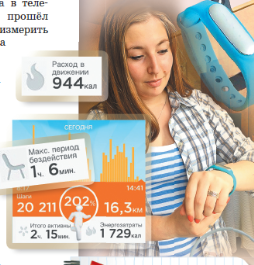 а в теле-
прошёл
измерить
а
Расход в
движении
944кал
СЕГОДНЯ
Макс. период
бездействия
1ч. 6мин.
14:41
Шаги
20 211
202%
16,3км
Итого активны
2ч. 15мин.
Энергозатраты
1 729кал